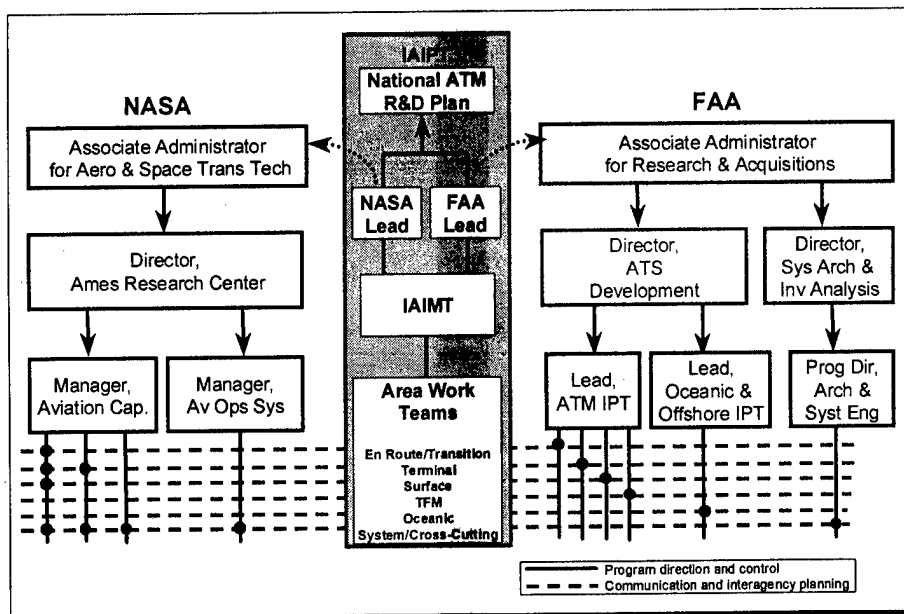 IAIPT
National ATM
R&D Plan
NASA
FAA
Associate Administrator
for Aero & Space Trans Tech
Associate Administrator
for Research & Acquisitions
NASA
Lead
FAA
Lead
Director,
Ames Research Center
IAIMT
Director,
ATS
Development
Director,
Sys Arch &
Inv Analysis
Manager,
Aviation Cap.
Manager,
Av Ops Sys
Area Work
Teams
En Route/Transition
Terminal
Surface
TFM
Oceanic
System/Cross-Cutting
Lead,
ATM IPT
Lead,
Oceanic &
Offshore IPT
Prog Dir,
Arch &
Syst Eng
Program direction and control
Communication and interagency planning